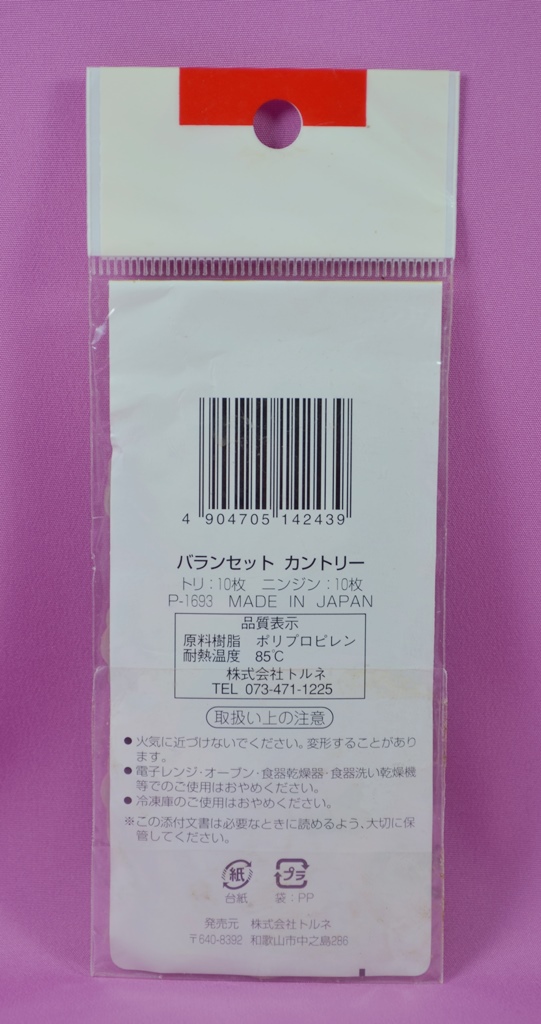 4 904705 142439
バランセット カントリー
トリ：10枚 ニンジン：10枚
P-1693 MADE IN JAPAN
品質表示
原料樹脂 ポリプロピレン
耐熱温度 85℃
株式会社トルネ
TEL 073-471-1225
取扱い上の注意
●火気に近づけないでください。変形することがあり
ます。
●電子レンジ・オーブン・食器乾燥器・食器洗い乾燥機
等でのご使用はおやめください。
●冷凍庫のご使用はおやめください。
※この添付文書は必要なときに読めるよう、大切に保
管してください。
紙 プラ
台紙 袋：PP
発売元 株式会社トルネ
〒640-8392 和歌山市中之島286